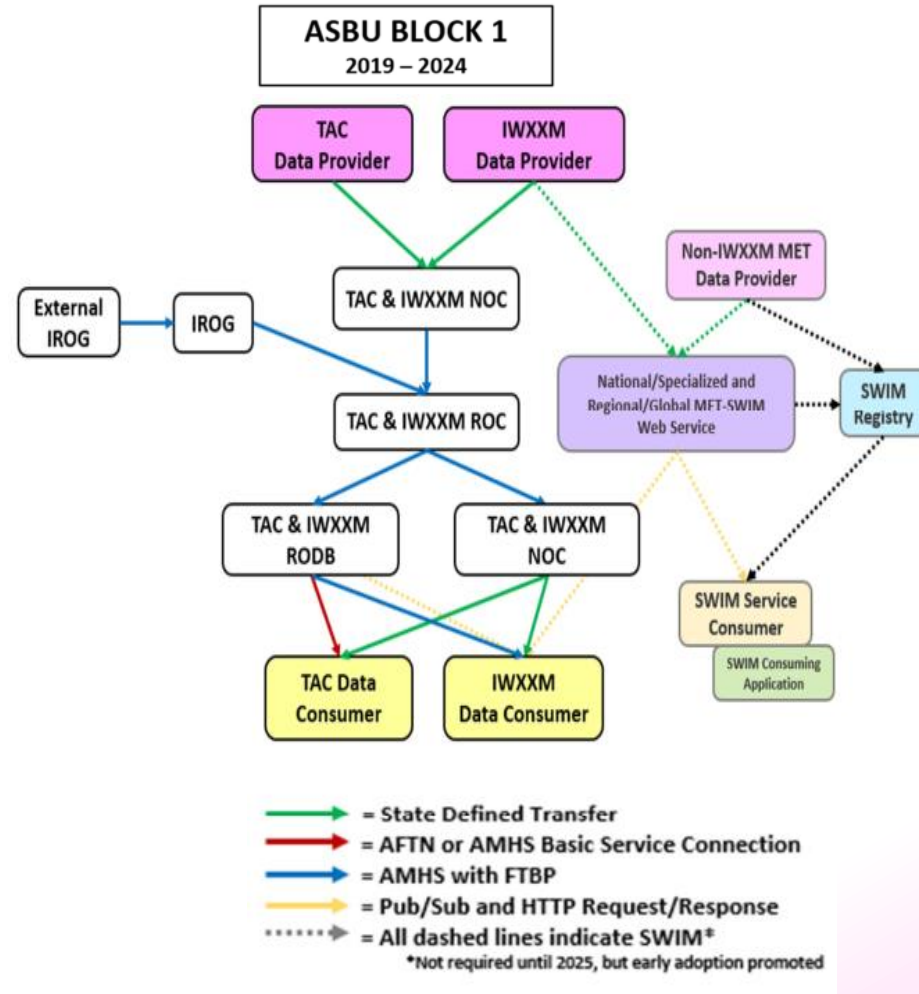 ASBU BLOCK 1
2019 – 2024
TAC
Data Provider
IWXXM
Data Provider
Non-IWXXM MET
Data Provider
TAC & IWXXM NOC
External
IROG
IROG
National/Specialized and
Regional/Global MET-SWIM
Web Service
SWIM
Registry
TAC & IWXXM ROC
TAC & IWXXM
RODB
TAC & IWXXM
NOC
SWIM Service
Consumer
SWIM Consuming
Application
TAC Data
Consumer
IWXXM
Data Consumer
= State Defined Transfer
= AFTN or AMHS Basic Service Connection
= AMHS with FTBP
= Pub/Sub and HTTP Request/Response
= All dashed lines indicate SWIM*
*Not required until 2025, but early adoption promoted